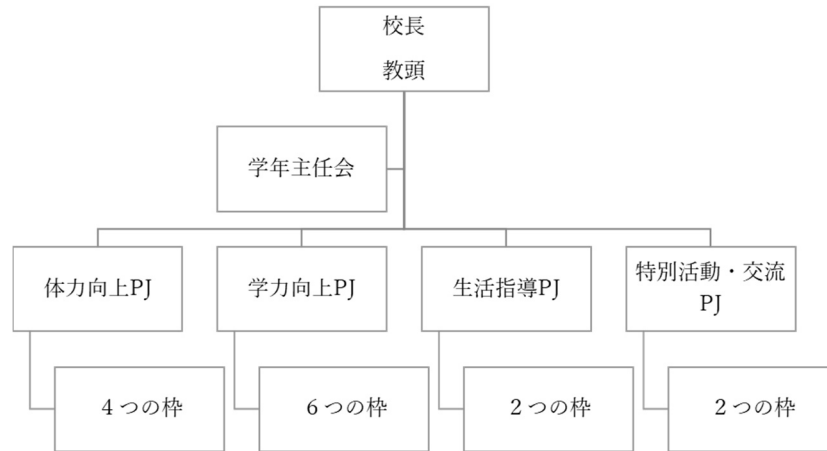 校長
教頭
学年主任会
体力向上PJ
学力向上PJ
生活指導PJ
特別活動・交流
PJ
４つの枠
６つの枠
２つの枠
２つの枠